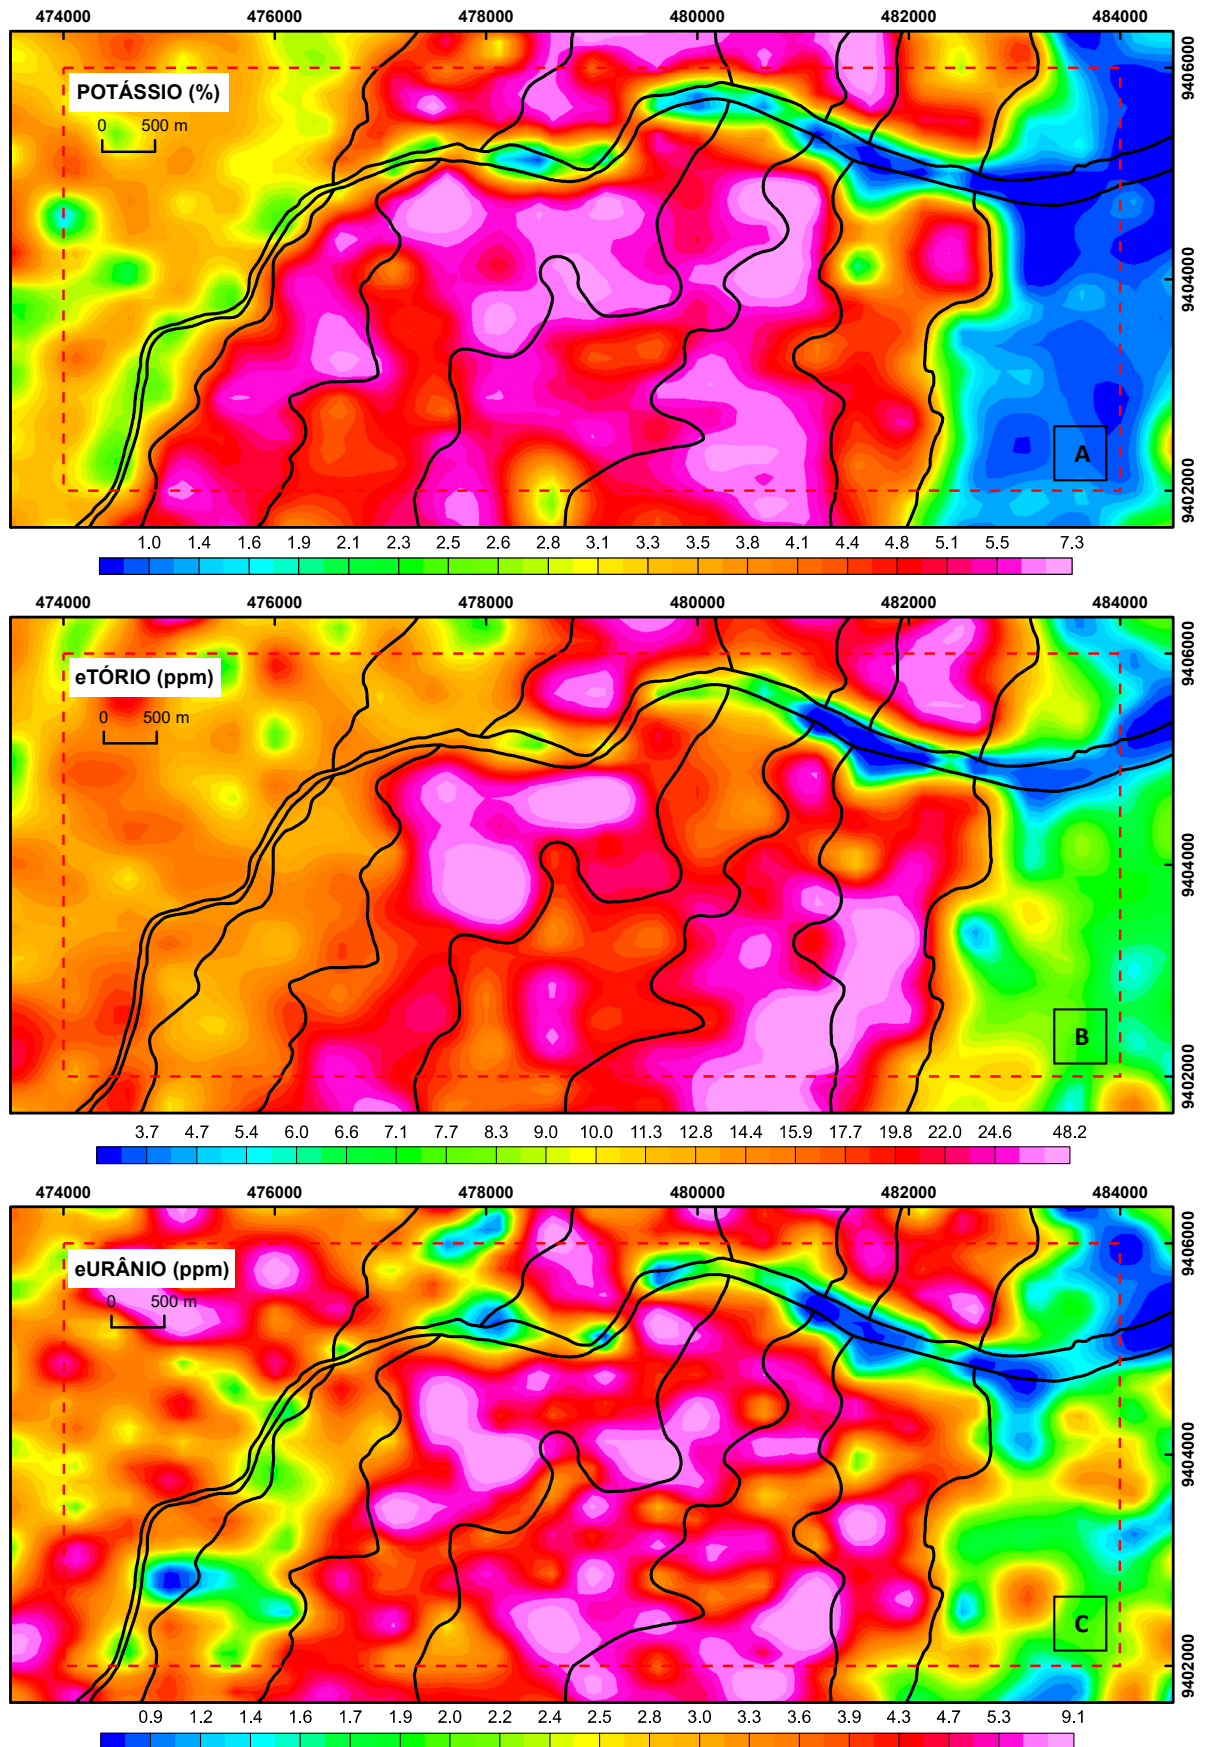 474000 476000 478000 480000 482000 484000
9406000
POTÁSSIO (%)
0 500 m
9404000
A
9402000
1.0 1.4 1.6 1.9 2.1 2.3 2.5 2.6 2.8 3.1 3.3 3.5 3.8 4.1 4.4 4.8 5.1 5.5 7.3
474000 476000 478000 480000 482000 484000
9406000
eTÓRIO (ppm)
0 500 m
9404000
B
9402000
3.7 4.7 5.4 6.0 6.6 7.1 7.7 8.3 9.0 10.0 11.3 12.8 14.4 15.9 17.7 19.8 22.0 24.6 48.2
474000 476000 478000 480000 482000 484000
9406000
eURÂNIO (ppm)
0 500 m
9404000
C
9402000
0.9 1.2 1.4 1.6 1.7 1.9 2.0 2.2 2.4 2.5 2.8 3.0 3.3 3.6 3.9 4.3 4.7 5.3 9.1